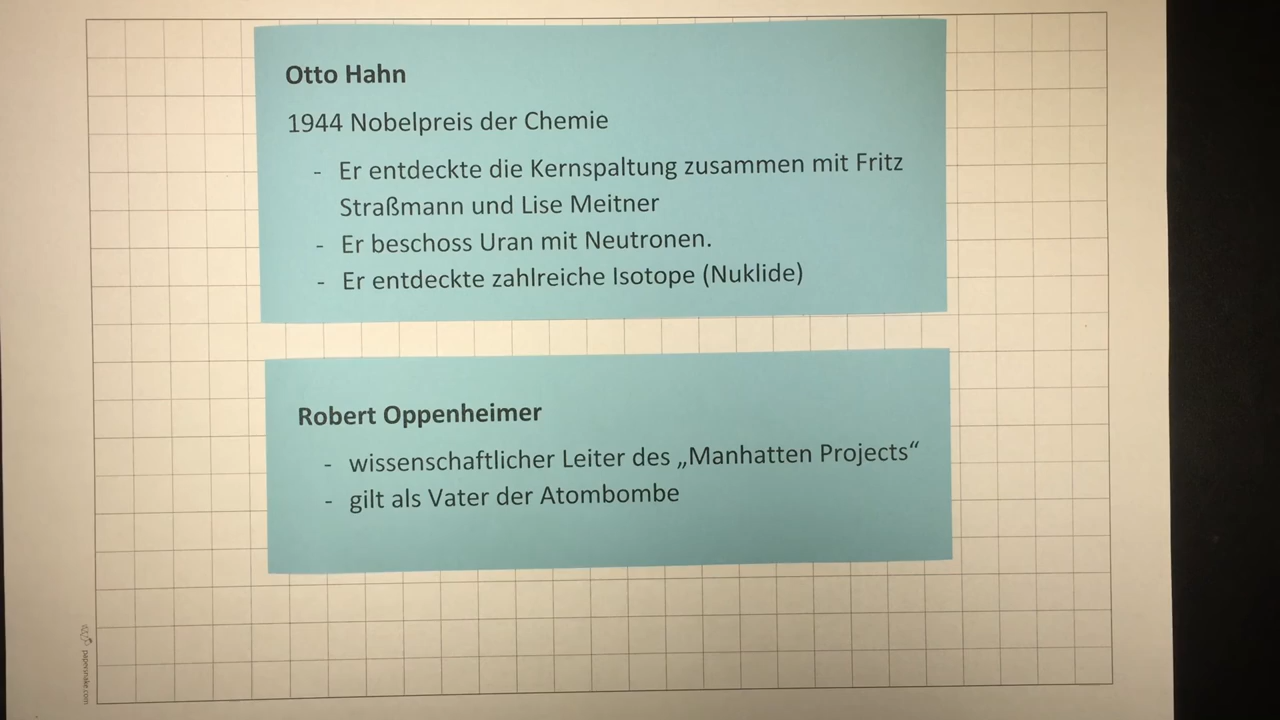 Otto Hahn
1944 Nobelpreis der Chemie
- Er entdeckte die Kernspaltung zusammen mit Fritz
Straßmann und Lise Meitner
- Er beschoss Uran mit Neutronen.
- Er entdeckte zahlreiche Isotope (Nuklide)
Robert Oppenheimer
- wissenschaftlicher Leiter des „Manhatten Projects“
- gilt als Vater der Atombombe
papersnake.com